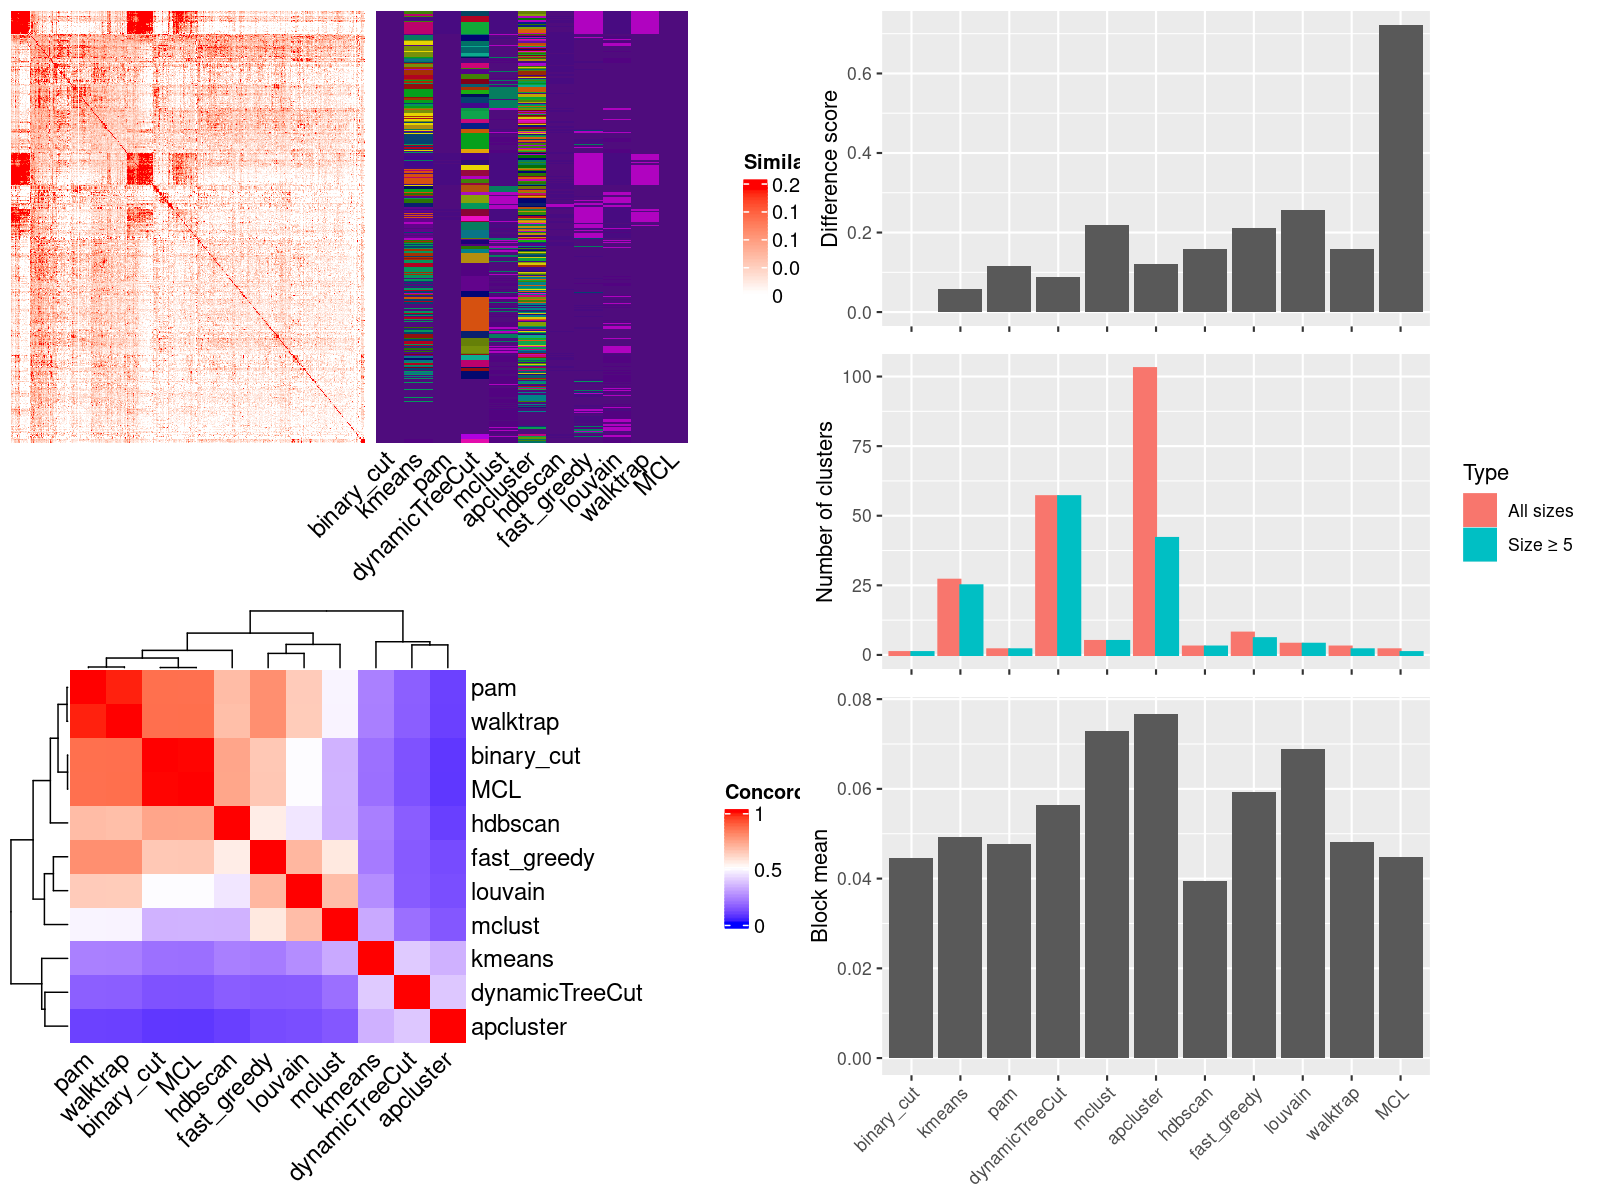 Simila
0.2
0.1
0.1
0.0
0
binary_cut
kmeans
pam
dynamicTreeCut
mclust
apcluster
hdbscan
fast_greedy
louvain
walktrap
MCL
pam
walktrap
binary_cut
MCL
hdbscan
fast_greedy
louvain
mclust
kmeans
dynamicTreeCut
apcluster
pam
walktrap
binary_cut
MCL
hdbscan
fast_greedy
louvain
mclust
kmeans
dynamicTreeCut
apcluster
Concord
1
0.5
0
Difference score
0.6
0.4
0.2
0.0
Number of clusters
100
75
50
25
0
Type
All sizes
Size ≥ 5
Block mean
0.08
0.06
0.04
0.02
0.00
binary_cut
kmeans
pam
dynamicTreeCut
mclust
apcluster
hdbscan
fast_greedy
louvain
walktrap
MCL